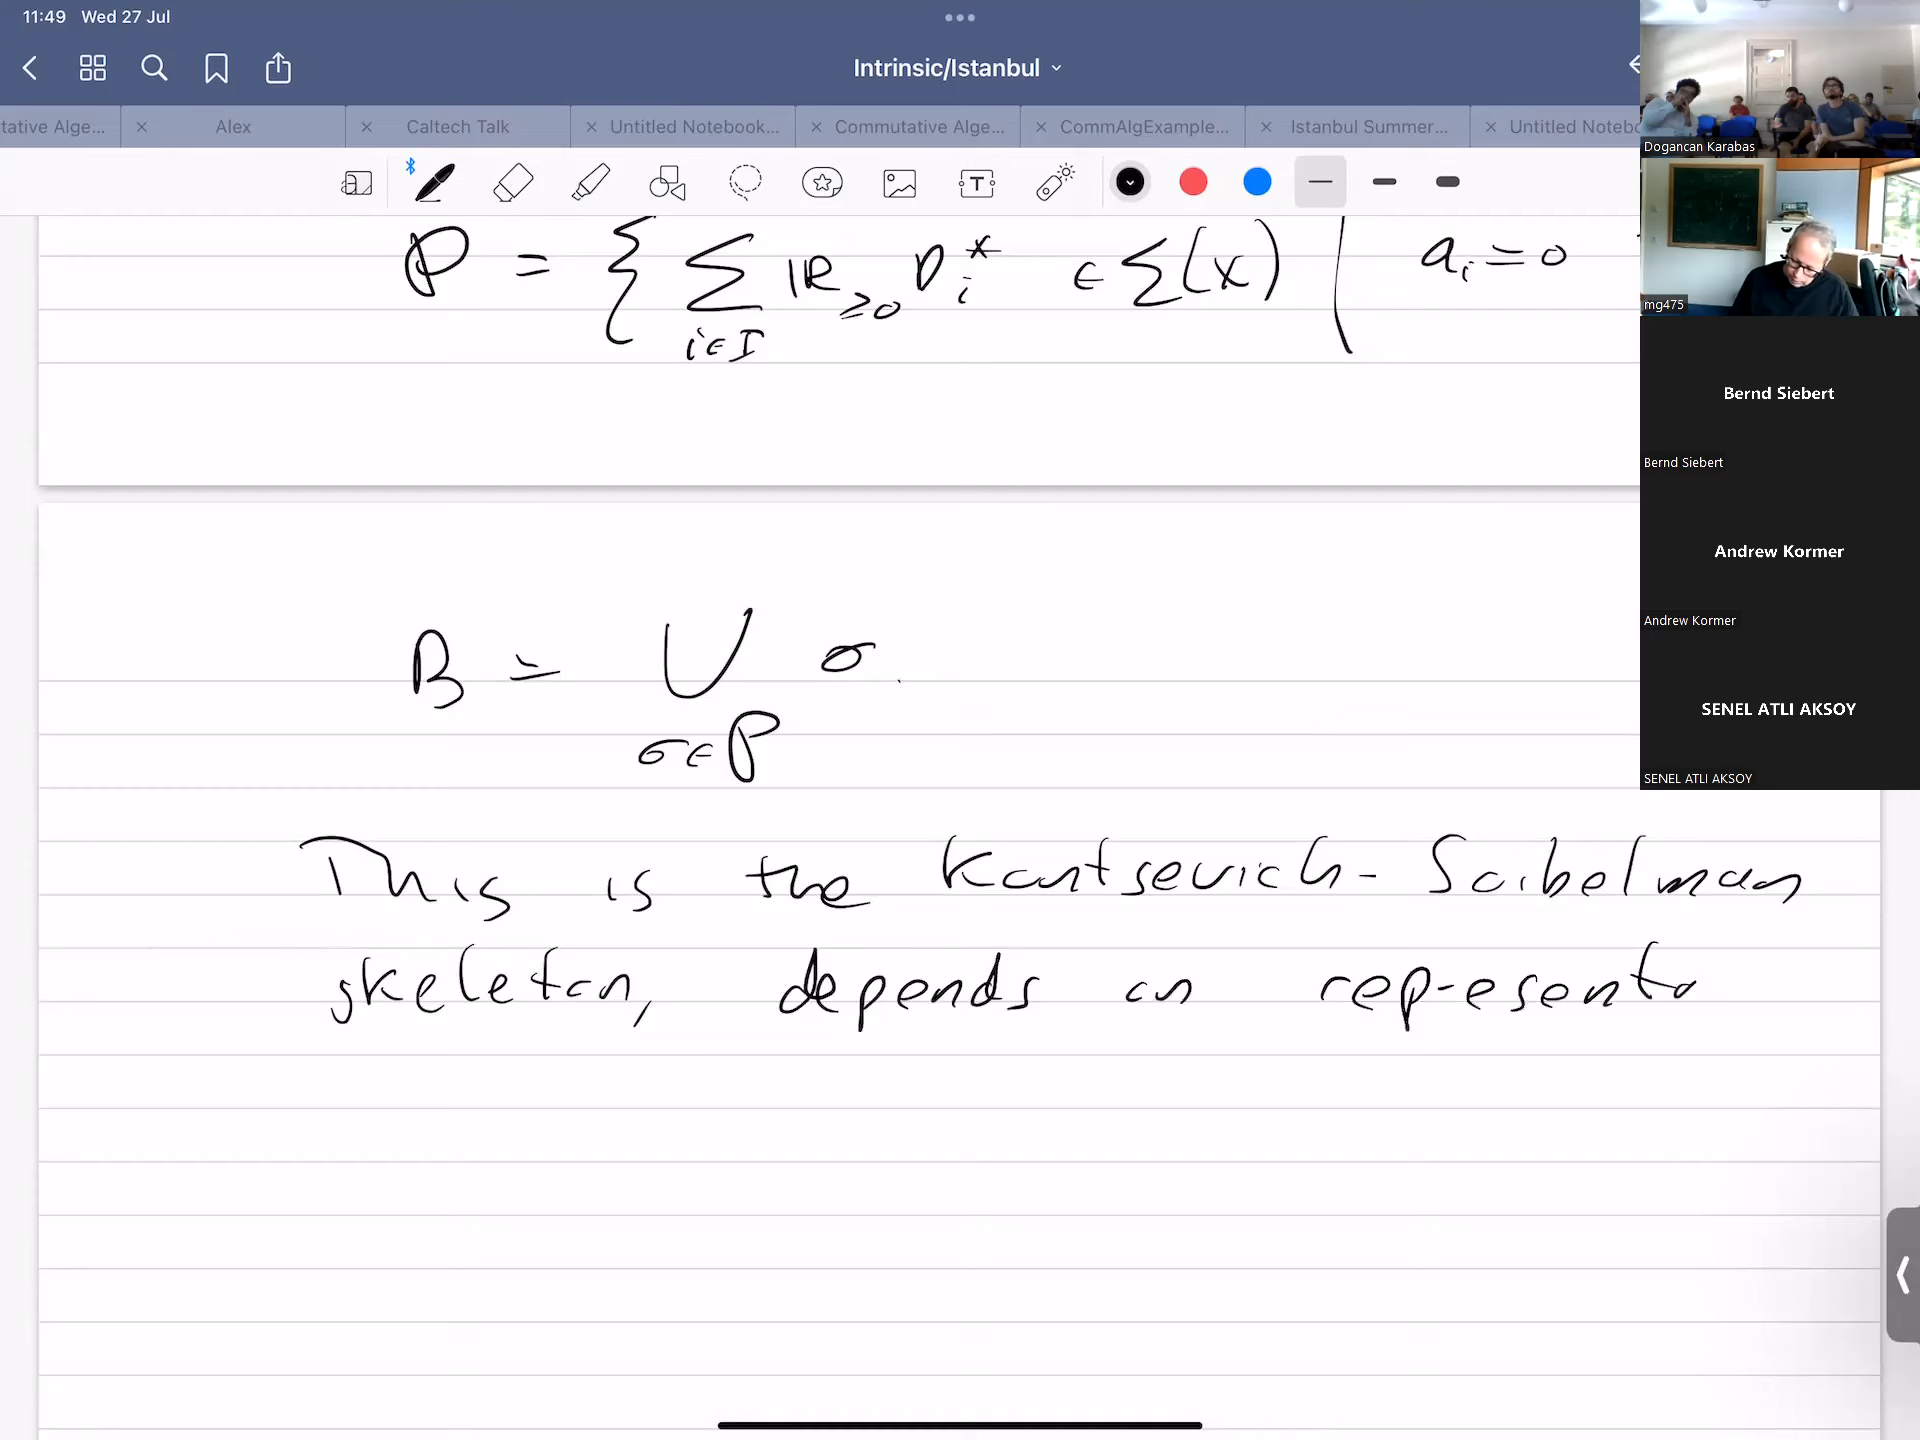 11:49 Wed 27 Jul
Intrinsic/Istanbul
tative Alge... × Alex × Caltech Talk × Untitled Notebook... × Commutative Alge... × CommAlgExample... × Istanbul Summer... × Untitled Notebo
P = { ∑ i∈I ℝ≥0 D_i^* ∈ Σ(X) | a_i = 0
B = ⋃ σ∈P σ.
This is the Kontsevich-Soibelman
skeleton, depends on representa
Dogancan Karabas
mg475
Bernd Siebert
Bernd Siebert
Andrew Kormer
Andrew Kormer
SENEL ATLI AKSOY
SENEL ATLI AKSOY